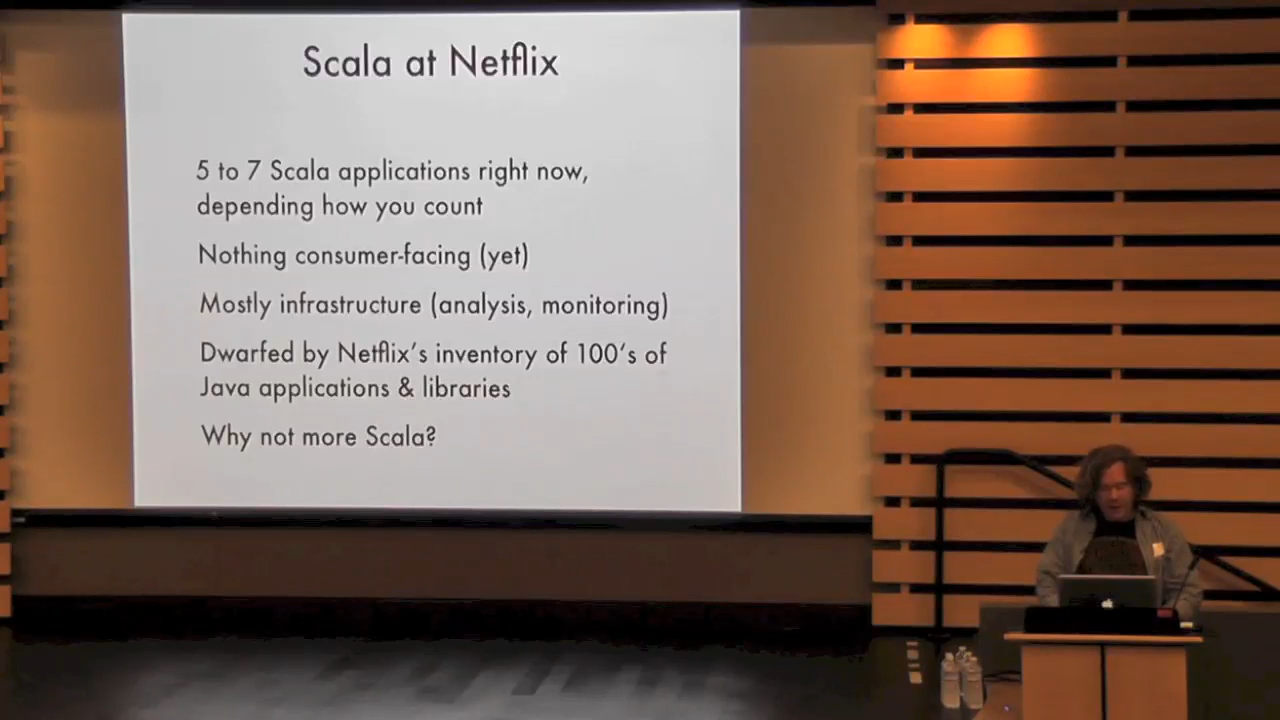 Scala at Netflix
5 to 7 Scala applications right now,
depending how you count
Nothing consumer-facing (yet)
Mostly infrastructure (analysis, monitoring)
Dwarfed by Netflix's inventory of 100's of
Java applications & libraries
Why not more Scala?